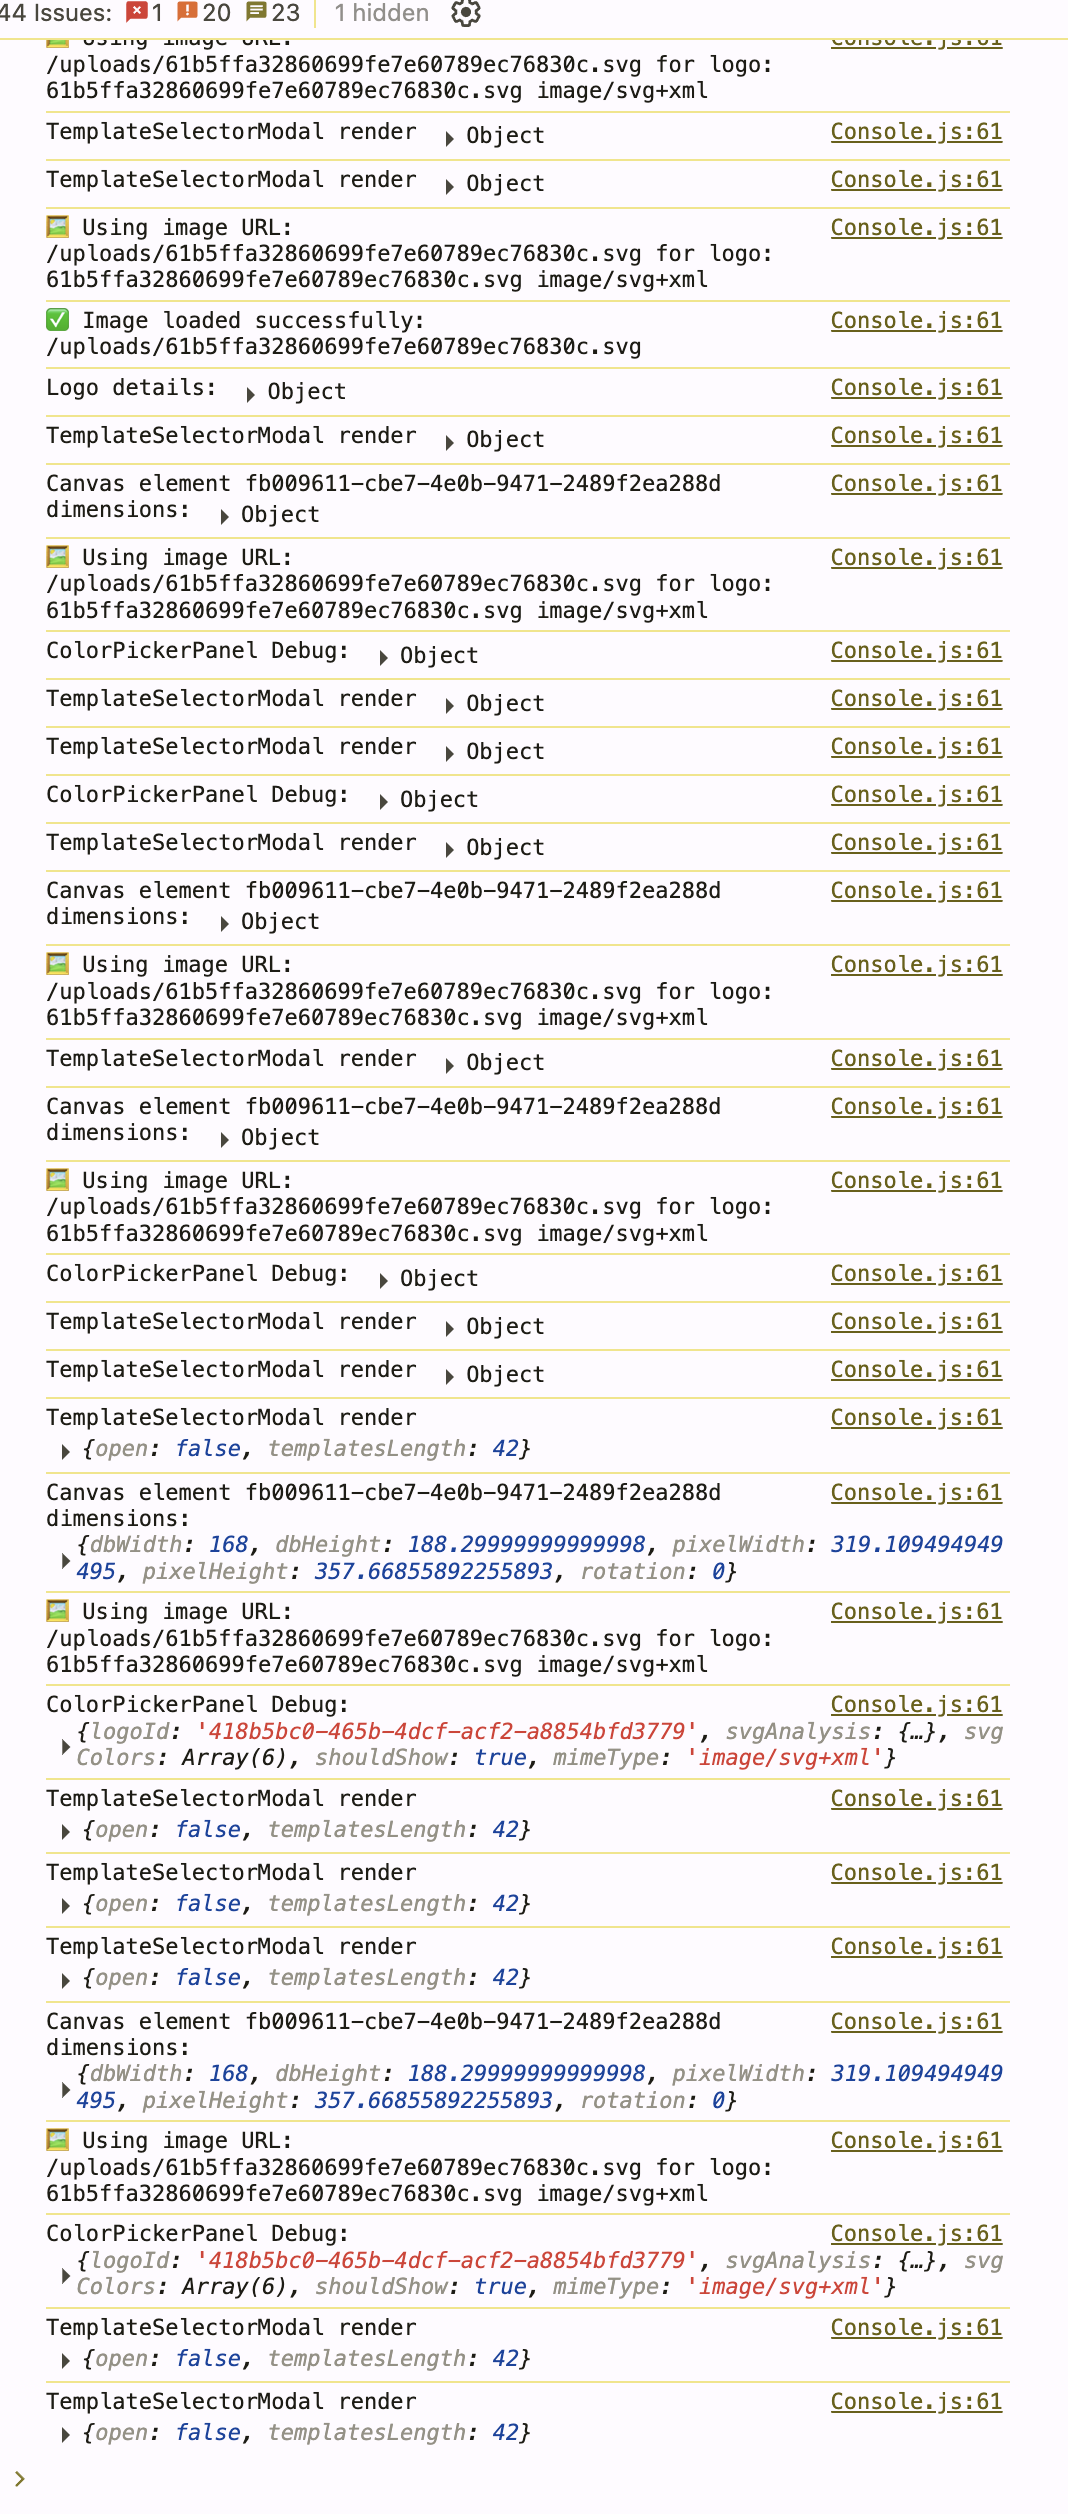 44 Issues: 1 20 23 1 hidden
Using image URL: Console.js:61
/uploads/61b5ffa32860699fe7e60789ec76830c.svg for logo:
61b5ffa32860699fe7e60789ec76830c.svg image/svg+xml
TemplateSelectorModal render Object Console.js:61
TemplateSelectorModal render Object Console.js:61
🖼️ Using image URL: Console.js:61
/uploads/61b5ffa32860699fe7e60789ec76830c.svg for logo:
61b5ffa32860699fe7e60789ec76830c.svg image/svg+xml
✅ Image loaded successfully: Console.js:61
/uploads/61b5ffa32860699fe7e60789ec76830c.svg
Logo details: Object Console.js:61
TemplateSelectorModal render Object Console.js:61
Canvas element fb009611-cbe7-4e0b-9471-2489f2ea288d Console.js:61
dimensions: Object
🖼️ Using image URL: Console.js:61
/uploads/61b5ffa32860699fe7e60789ec76830c.svg for logo:
61b5ffa32860699fe7e60789ec76830c.svg image/svg+xml
ColorPickerPanel Debug: Object Console.js:61
TemplateSelectorModal render Object Console.js:61
TemplateSelectorModal render Object Console.js:61
ColorPickerPanel Debug: Object Console.js:61
TemplateSelectorModal render Object Console.js:61
Canvas element fb009611-cbe7-4e0b-9471-2489f2ea288d Console.js:61
dimensions: Object
🖼️ Using image URL: Console.js:61
/uploads/61b5ffa32860699fe7e60789ec76830c.svg for logo:
61b5ffa32860699fe7e60789ec76830c.svg image/svg+xml
TemplateSelectorModal render Object Console.js:61
Canvas element fb009611-cbe7-4e0b-9471-2489f2ea288d Console.js:61
dimensions: Object
🖼️ Using image URL: Console.js:61
/uploads/61b5ffa32860699fe7e60789ec76830c.svg for logo:
61b5ffa32860699fe7e60789ec76830c.svg image/svg+xml
ColorPickerPanel Debug: Object Console.js:61
TemplateSelectorModal render Object Console.js:61
TemplateSelectorModal render Object Console.js:61
TemplateSelectorModal render Console.js:61
{open: false, templatesLength: 42}
Canvas element fb009611-cbe7-4e0b-9471-2489f2ea288d Console.js:61
dimensions:
{dbWidth: 168, dbHeight: 188.29999999999998, pixelWidth: 319.109494949
495, pixelHeight: 357.66855892255893, rotation: 0}
🖼️ Using image URL: Console.js:61
/uploads/61b5ffa32860699fe7e60789ec76830c.svg for logo:
61b5ffa32860699fe7e60789ec76830c.svg image/svg+xml
ColorPickerPanel Debug: Console.js:61
{logoId: '418b5bc0-465b-4dcf-acf2-a8854bfd3779', svgAnalysis: {…}, svg
Colors: Array(6), shouldShow: true, mimeType: 'image/svg+xml'}
TemplateSelectorModal render Console.js:61
{open: false, templatesLength: 42}
TemplateSelectorModal render Console.js:61
{open: false, templatesLength: 42}
TemplateSelectorModal render Console.js:61
{open: false, templatesLength: 42}
Canvas element fb009611-cbe7-4e0b-9471-2489f2ea288d Console.js:61
dimensions:
{dbWidth: 168, dbHeight: 188.29999999999998, pixelWidth: 319.109494949
495, pixelHeight: 357.66855892255893, rotation: 0}
🖼️ Using image URL: Console.js:61
/uploads/61b5ffa32860699fe7e60789ec76830c.svg for logo:
61b5ffa32860699fe7e60789ec76830c.svg image/svg+xml
ColorPickerPanel Debug: Console.js:61
{logoId: '418b5bc0-465b-4dcf-acf2-a8854bfd3779', svgAnalysis: {…}, svg
Colors: Array(6), shouldShow: true, mimeType: 'image/svg+xml'}
TemplateSelectorModal render Console.js:61
{open: false, templatesLength: 42}
TemplateSelectorModal render Console.js:61
{open: false, templatesLength: 42}